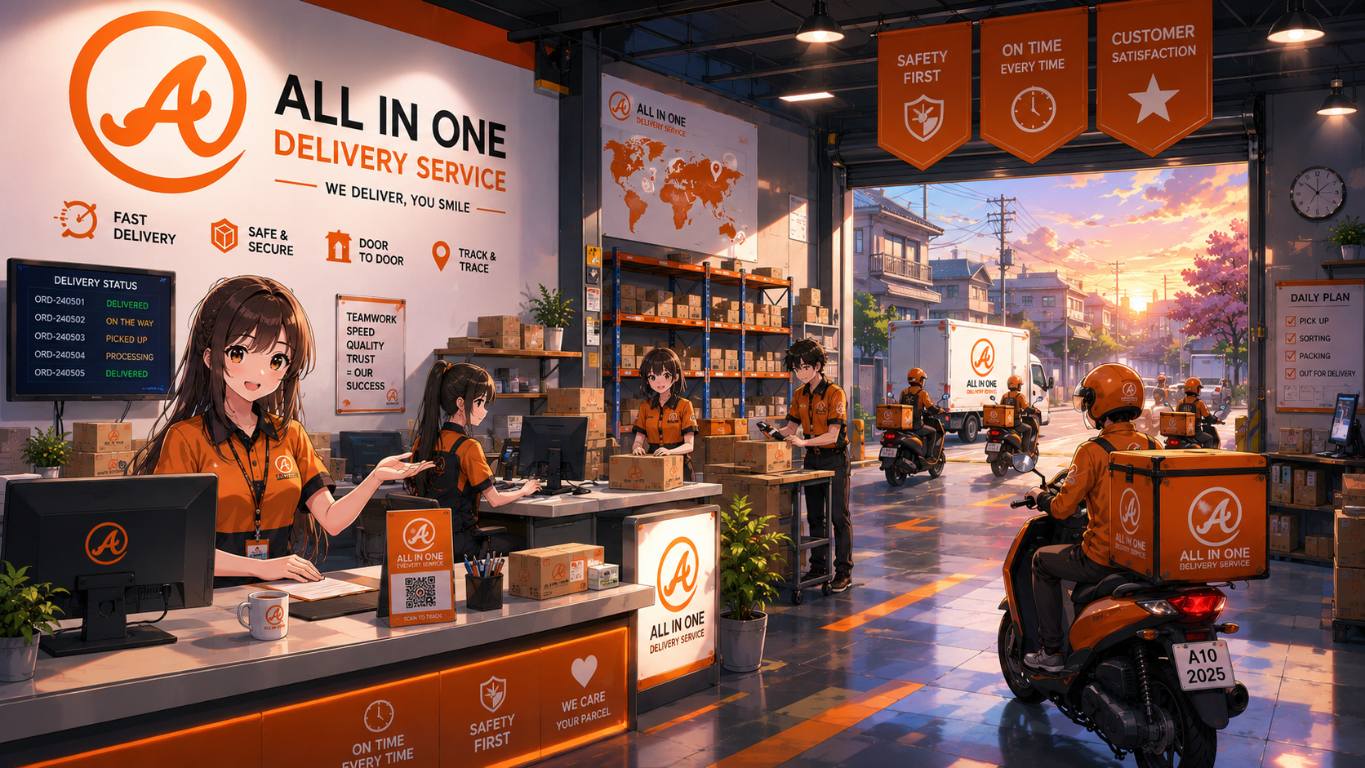 A
ALL IN ONE
DELIVERY SERVICE
WE DELIVER, YOU SMILE
FAST
DELIVERY
SAFE &
SECURE
DOOR
TO DOOR
TRACK &
TRACE
DELIVERY STATUS
ORD-240501 DELIVERED
ORD-240502 ON THE WAY
ORD-240503 PICKED UP
ORD-240504 PROCESSING
ORD-240505 DELIVERED
TEAMWORK
SPEED
QUALITY
TRUST
= OUR
SUCCESS
A
ALL IN ONE
DELIVERY SERVICE
SAFETY
FIRST
ON TIME
EVERY TIME
CUSTOMER
SATISFACTION
DAILY PLAN
PICK UP
SORTING
PACKING
OUT FOR DELIVERY
A
ALL IN ONE
DELIVERY SERVICE
A
A
ALL IN ONE
DELIVERY SERVICE
SCAN TO TRACK
A
ALL IN ONE
DELIVERY SERVICE
ON TIME
EVERY TIME
SAFETY
FIRST
WE CARE
YOUR PARCEL
A
ALL IN ONE
A
ALL IN ONE
DELIVERY SERVICE
A10
2025